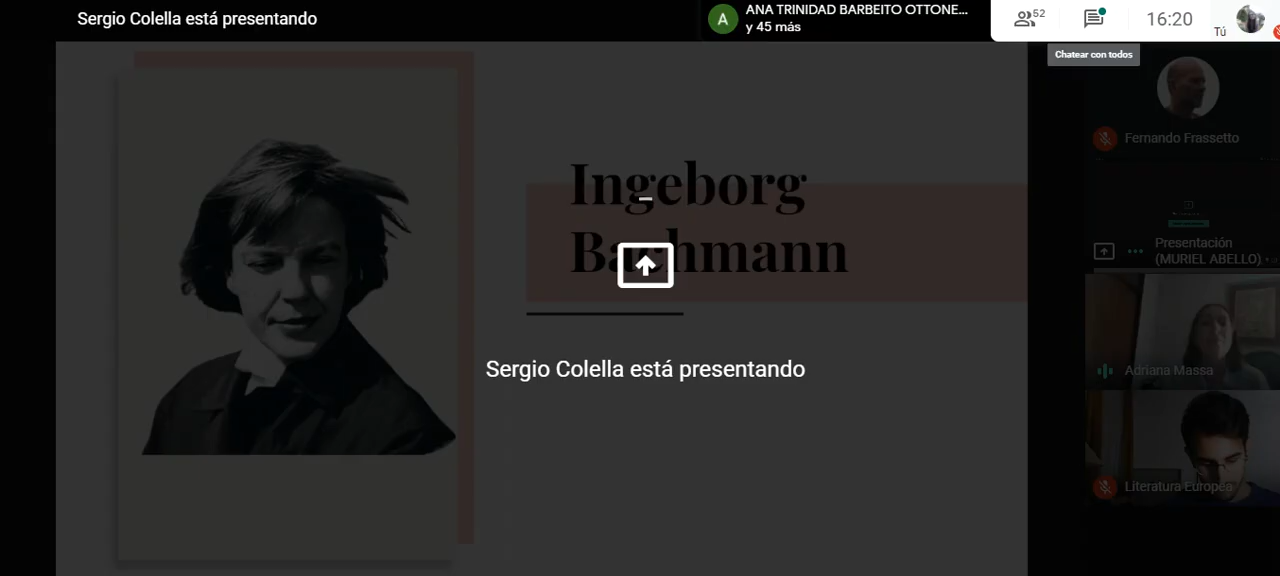 Sergio Colella está presentando
A
ANA TRINIDAD BARBEITO OTTONE...
y 45 más
52
16:20
Tú
Chatear con todos
Fernando Frassetto
Ingeborg
Bachmann
Presentación
(MURIEL ABELLO)
Sergio Colella está presentando
Adriana Massa
Literatura Europea